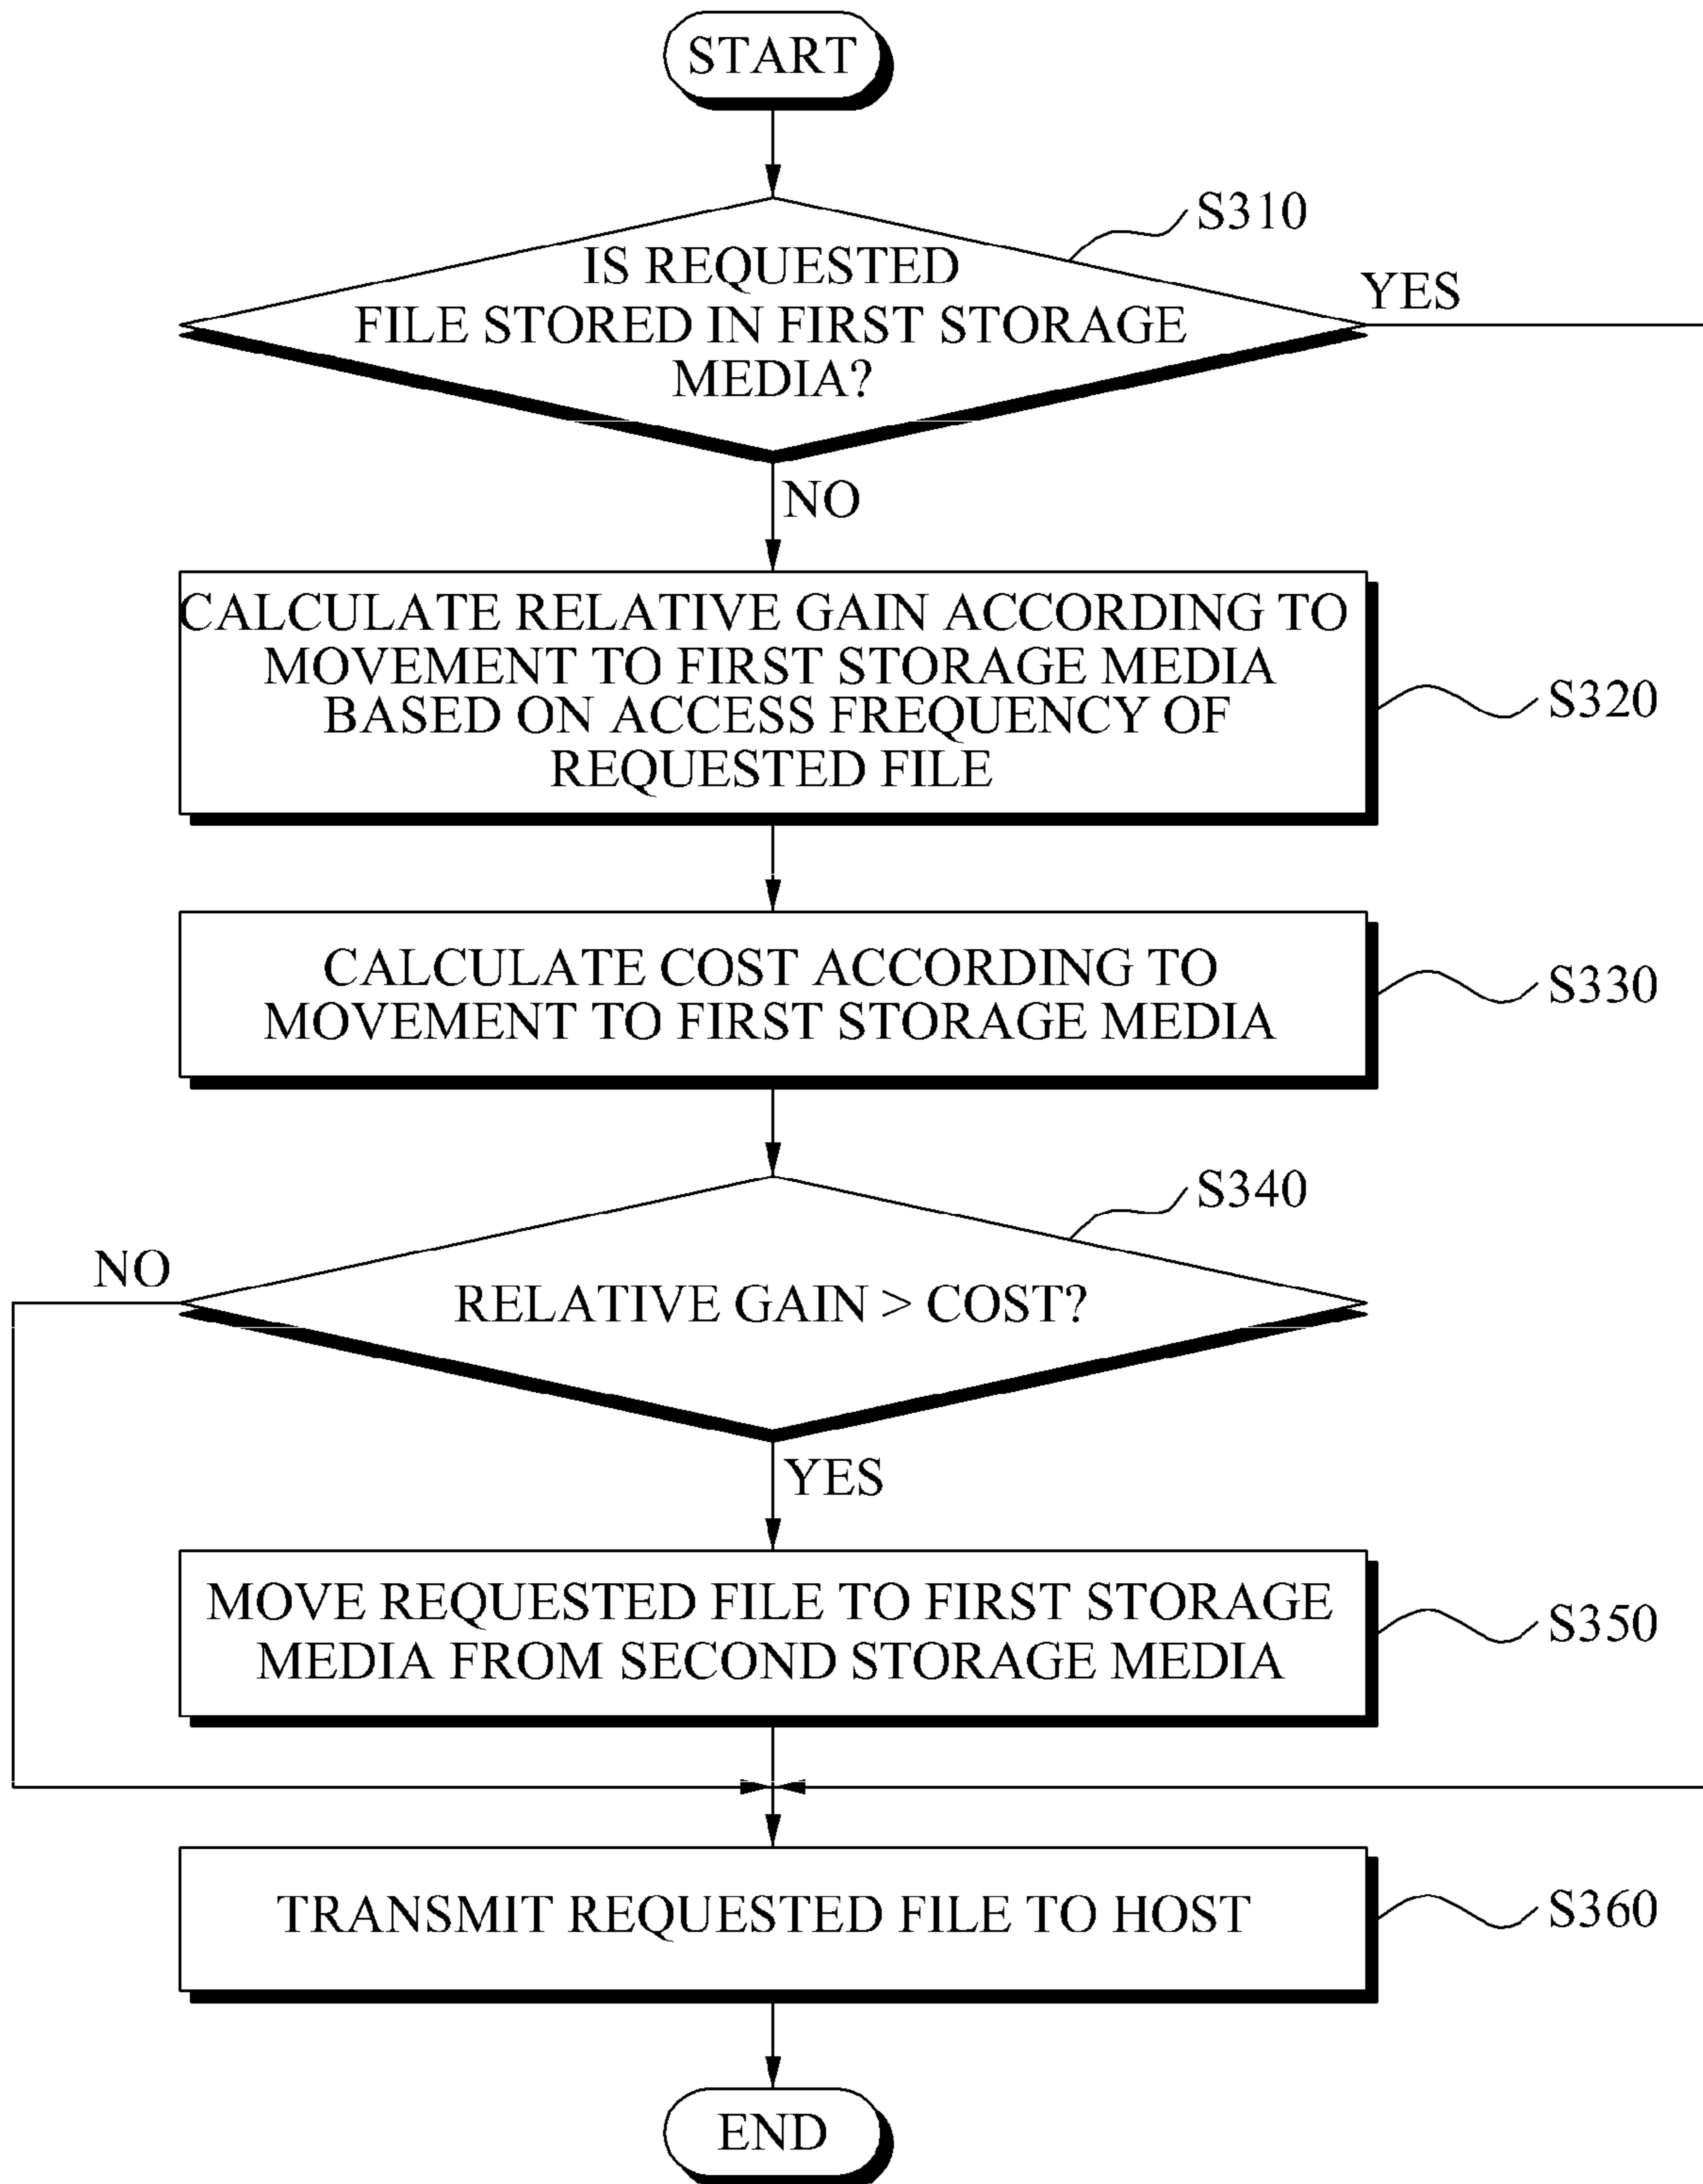 START
S310
IS REQUESTED
YES
FILE STORED IN FIRST STORAGE
MEDIA?
NO
CALCULATE RELATIVE GAIN ACCORDING TO
MOVEMENT TO FIRST STORAGE MEDIA
BASED ON ACCESS FREQUENCY OF
REQUESTED FILE
S320
CALCULATE COST ACCORDING TO
MOVEMENT TO FIRST STORAGE MEDIA
S330
S340
NO
RELATIVE GAIN > COST?
YES
MOVE REQUESTED FILE TO FIRST STORAGE
MEDIA FROM SECOND STORAGE MEDIA
S350
TRANSMIT REQUESTED FILE TO HOST
S360
END